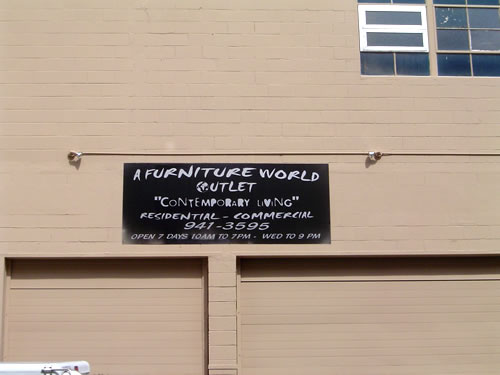 A FURNITURE WORLD
OUTLET
"CONTEMPORARY LIVING"
RESIDENTIAL - COMMERCIAL
941-3595
OPEN 7 DAYS 10AM TO 7PM - WED TO 9 PM